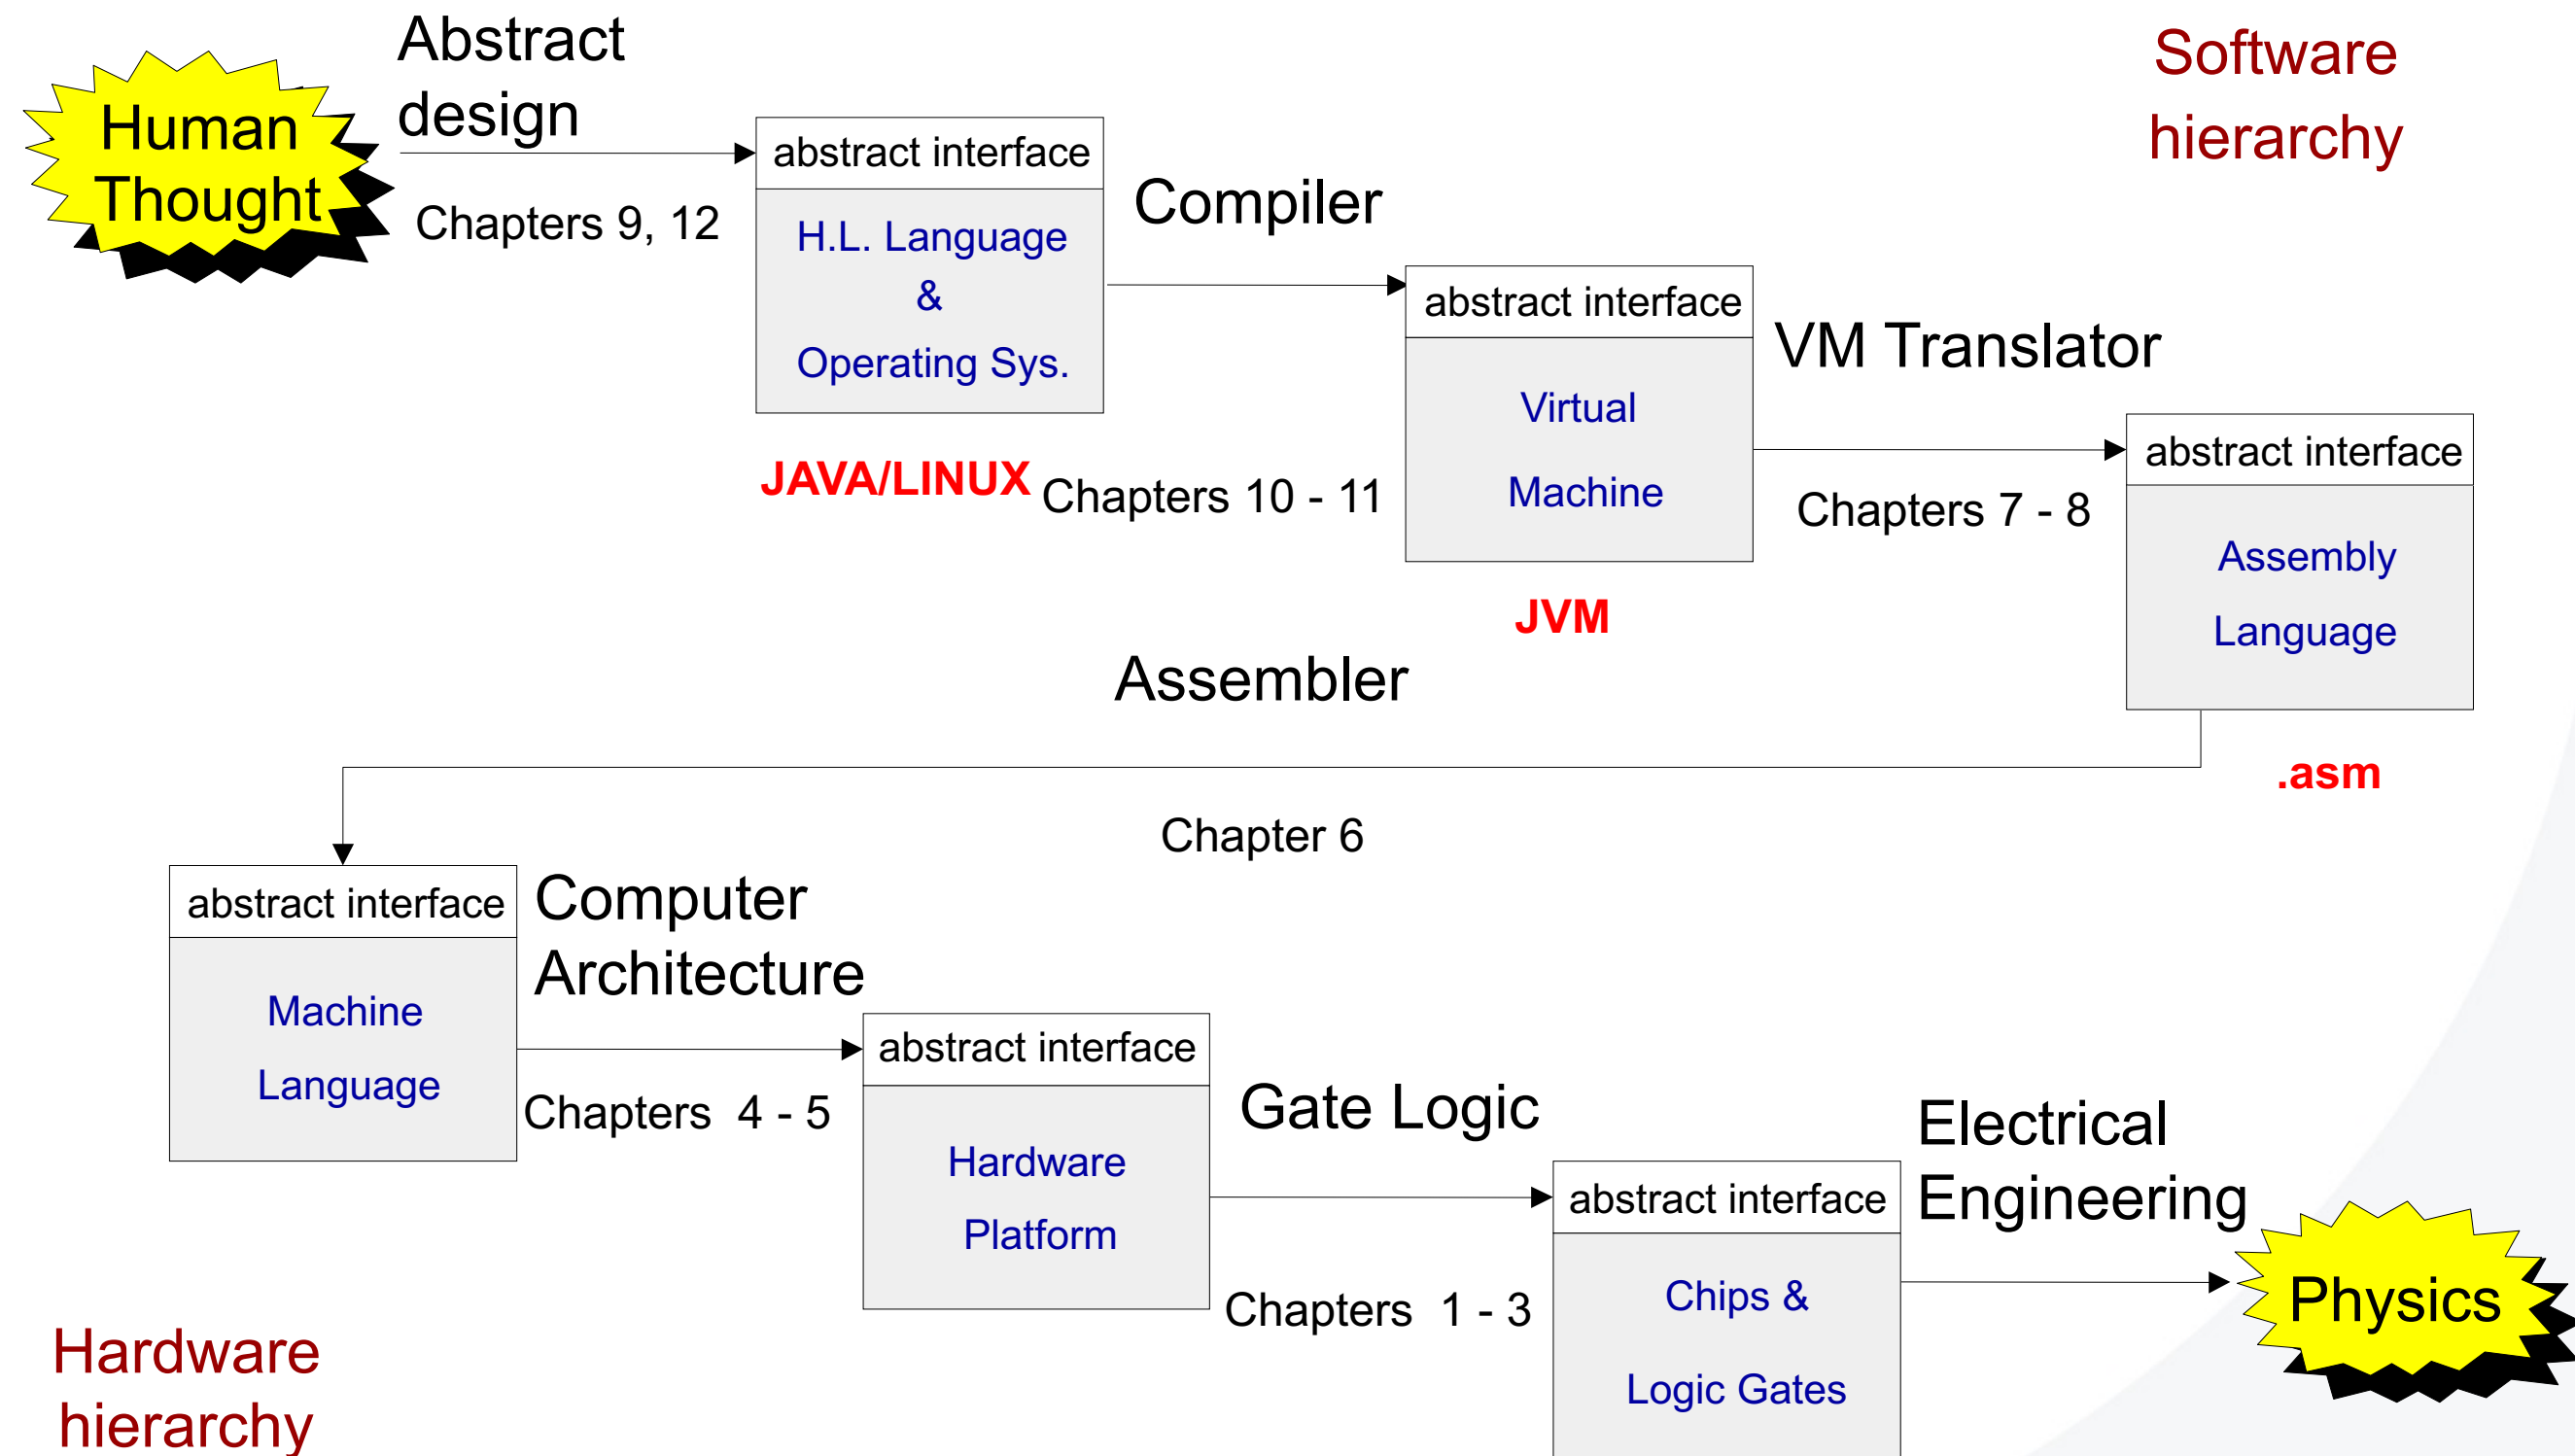 Abstract
design
Software
hierarchy
Human
Thought
Chapters 9, 12
abstract interface
H.L. Language
&
Operating Sys.
JAVA/LINUX
Compiler
Chapters 10 - 11
abstract interface
Virtual
Machine
JVM
VM Translator
Chapters 7 - 8
abstract interface
Assembly
Language
.asm
Assembler
Chapter 6
abstract interface
Machine
Language
Computer
Architecture
Chapters 4 - 5
abstract interface
Hardware
Platform
Gate Logic
Chapters 1 - 3
abstract interface
Chips &
Logic Gates
Electrical
Engineering
Physics
Hardware
hierarchy